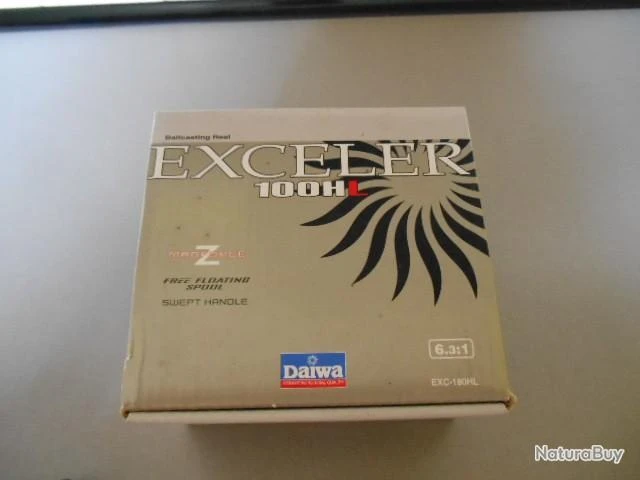 Baitcasting Reel
EXCELER
100HL
MAGFORCE
Z
FREE FLOATING
SPOOL
SWEPT HANDLE
Daiwa
6.3:1
EXC-100HL
NaturaBuy